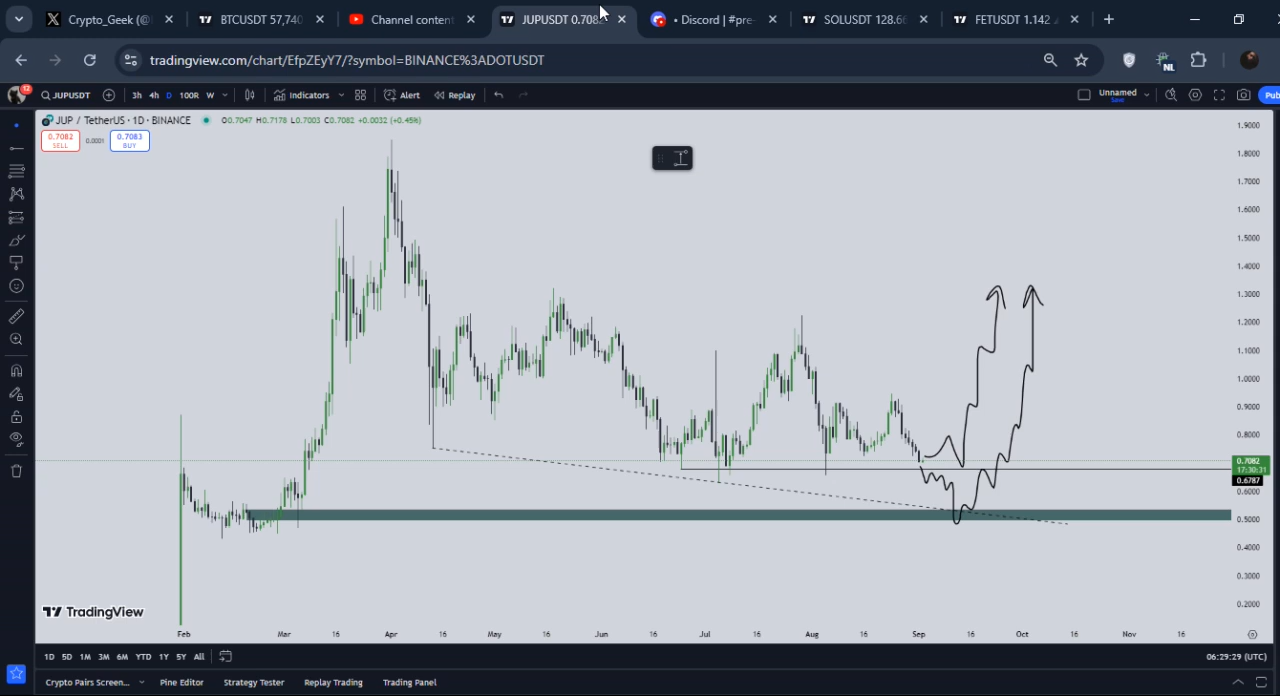 Crypto_Geek (@
BTCUSDT 57,740
Channel content
JUPUSDT 0.708
• Discord | #pre-
SOLUSDT 128.6
FETUSDT 1.142
tradingview.com/chart/EfpZEyY7/?symbol=BINANCE%3ADOTUSDT
NL
12
JUPUSDT
3h 4h D 100R W
Indicators
Alert
Replay
Unnamed
Save
Pub
JUP / TetherUS · 1D · BINANCE
O0.7047 H0.7178 L0.7003 C0.7082 +0.0032 (+0.45%)
0.7082
SELL
0.0001
0.7083
BUY
1.9000
1.8000
1.7000
1.6000
1.5000
1.4000
1.3000
1.2000
1.1000
1.0000
0.9000
0.8000
0.7082
17:30:31
0.6787
0.6000
0.5000
0.4000
0.3000
0.2000
TradingView
Feb Mar 16 Apr 16 May 16 Jun 16 Jul 16 Aug 16 Sep 16 Oct 16 Nov 16
1D 5D 1M 3M 6M YTD 1Y 5Y All
06:29:29 (UTC)
Crypto Pairs Screen...
Pine Editor
Strategy Tester
Replay Trading
Trading Panel